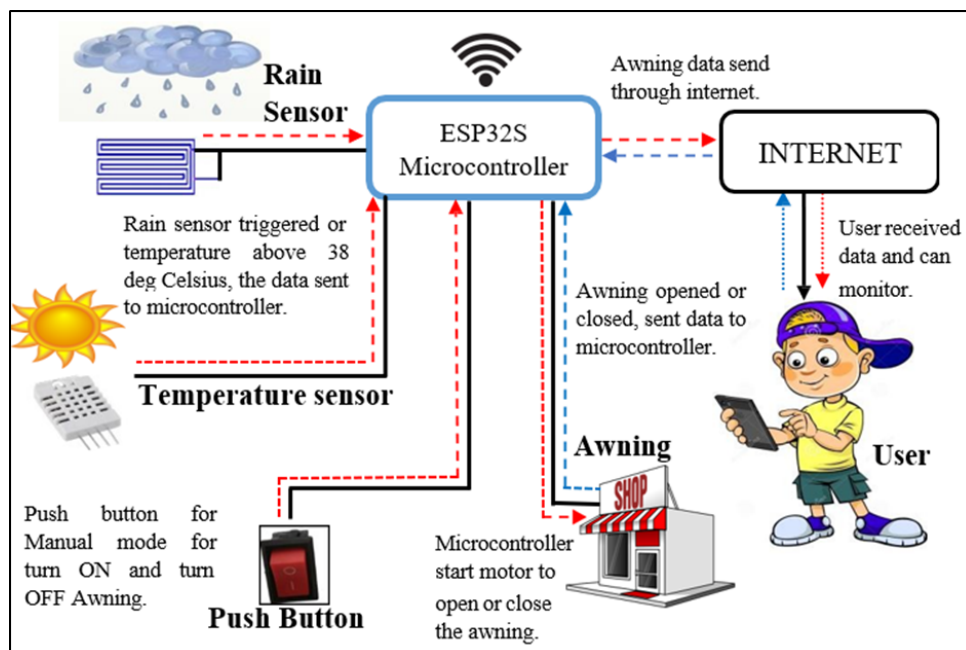 Rain
Sensor
ESP32S
Microcontroller
Awning data send
through internet.
INTERNET
Rain sensor triggered or
temperature above 38
deg Celsius, the data sent
to microcontroller.
User received
data and can
monitor.
Awning opened or
closed, sent data to
microcontroller.
Temperature sensor
Awning
SHOP
User
Push button for
Manual mode for
turn ON and turn
OFF Awning.
Push Button
Microcontroller
start motor to
open or close
the awning.